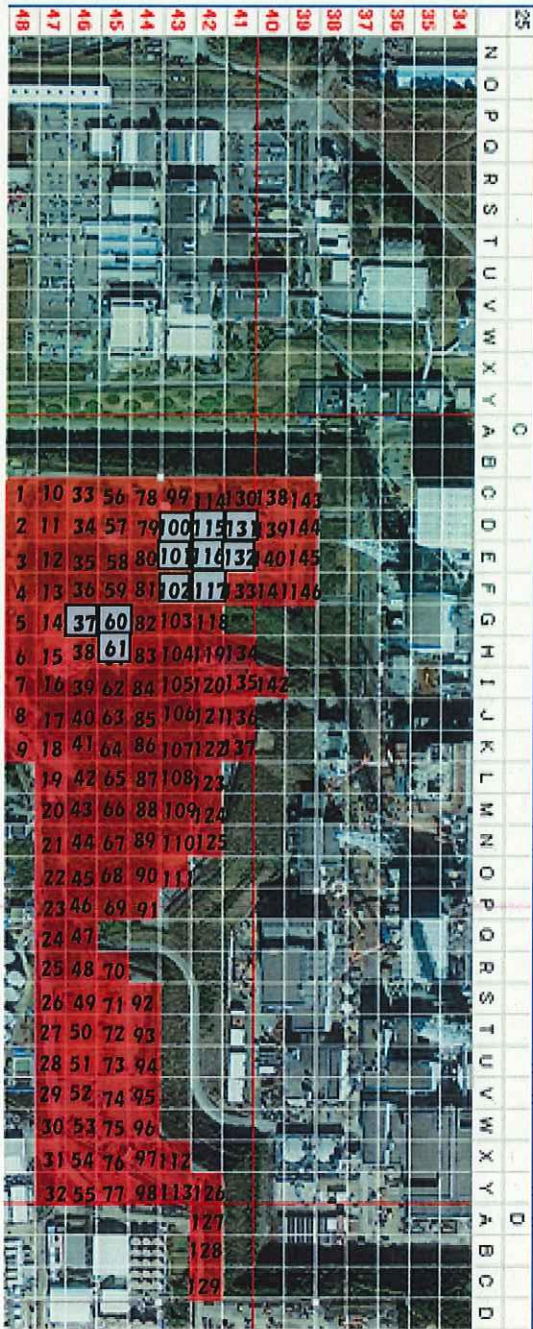 25
48 47 46 45 44 43 42 41 40 39 38 37 36 35 34
N
O
P
Q
R
S
T
U
V
W
X
Y
C
A
B
1 10 33 56 78 99 114 130 138 143 C
2 11 34 57 79 100 115 131 139 144 D
3 12 35 58 80 101 116 132 140 145 E
4 13 36 59 81 102 117 133 141 146 F
5 14 37 60 82 103 118 G
6 15 38 61 83 104 119 134 H
7 16 39 62 84 105 120 135 142 I
8 17 40 63 85 106 121 136 J
9 18 41 64 86 107 122 137 K
19 42 65 87 108 123 L
20 43 66 88 109 124 M
21 44 67 89 110 125 N
22 45 68 90 111 O
23 46 69 91 P
24 47 Q
25 48 70 R
26 49 71 92 S
27 50 72 93 T
28 51 73 94 U
29 52 74 95 V
30 53 75 96 W
31 54 76 97 112 X
32 55 77 98 113 126 Y
D
127 A
128 B
129 C
D